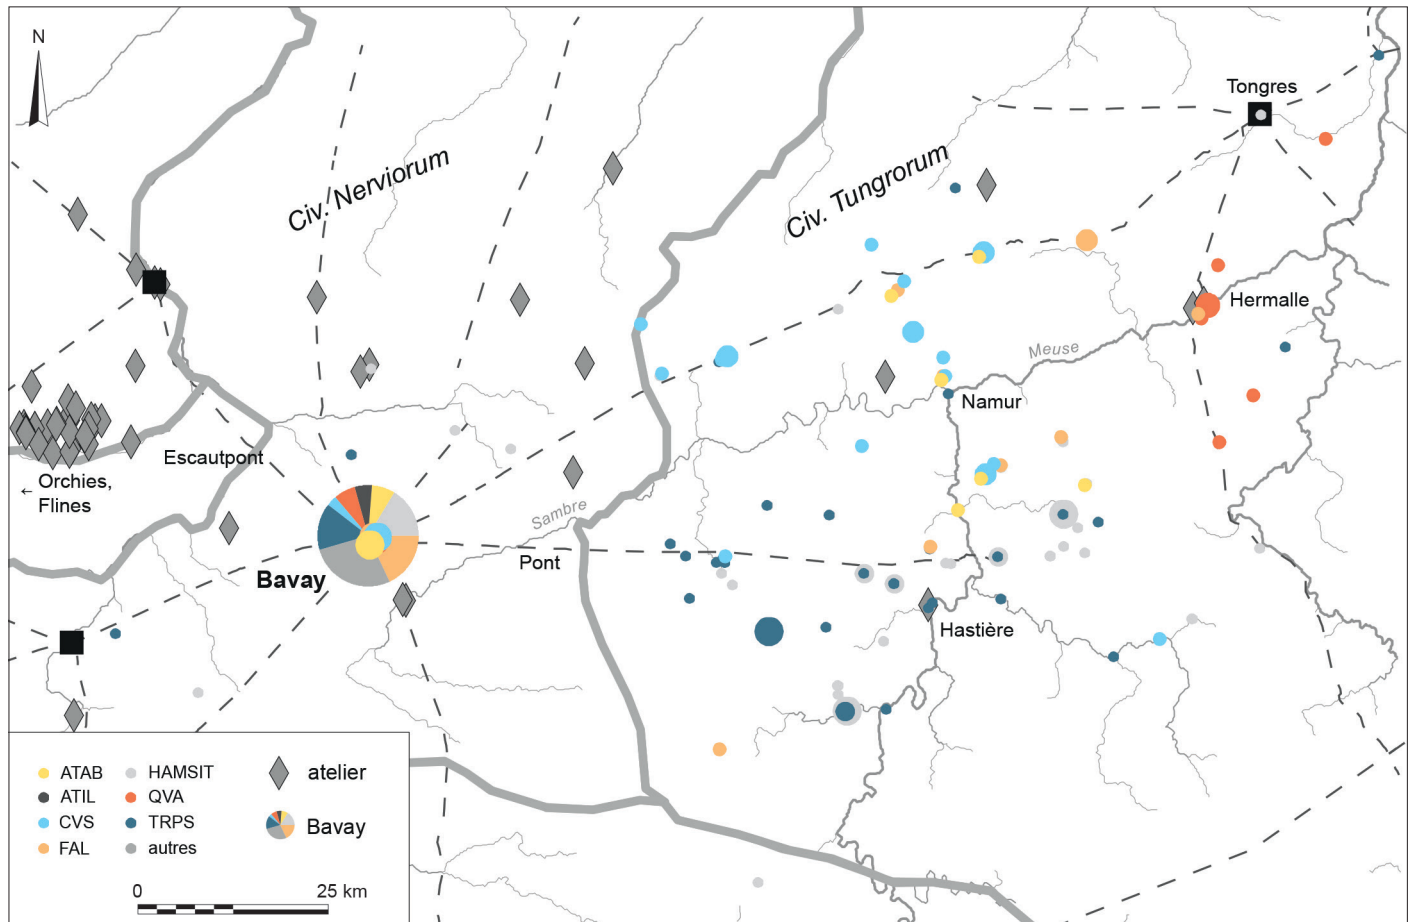 N
Tongres
Civ. Nerviorum
Civ. Tungrorum
Hermalle
Meuse
Namur
Escautpont
← Orchies,
Flines
Sambre
Pont
Bavay
Hastière
ATAB
HAMSIT
atelier
ATIL
QVA
CVS
TRPS
Bavay
FAL
autres
0
25 km